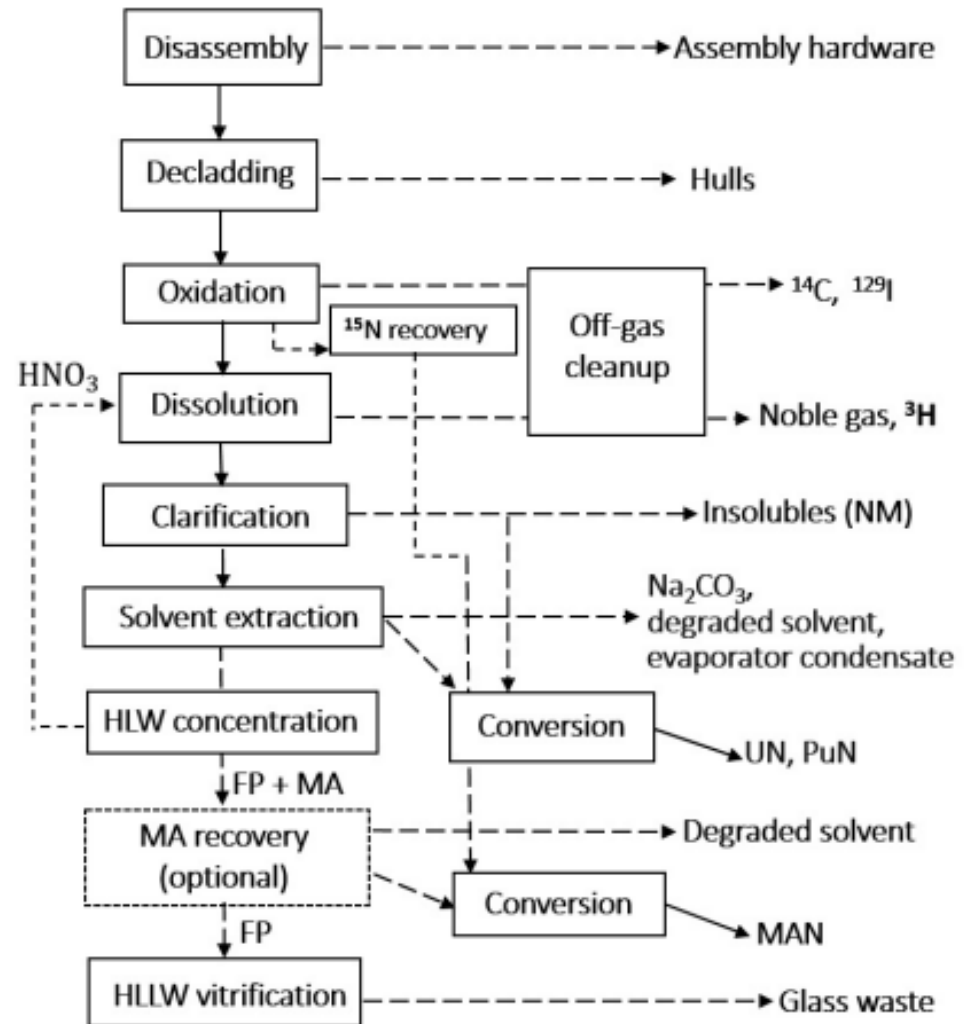 Disassembly
Assembly hardware
Decladding
Hulls
Oxidation
¹⁴C, ¹²⁹I
¹⁵N recovery
Off-gas
cleanup
HNO₃
Dissolution
Noble gas, ³H
Clarification
Insolubles (NM)
Solvent extraction
Na₂CO₃,
degraded solvent,
evaporator condensate
HLW concentration
Conversion
UN, PuN
FP + MA
MA recovery
(optional)
Degraded solvent
Conversion
MAN
FP
HLLW vitrification
Glass waste